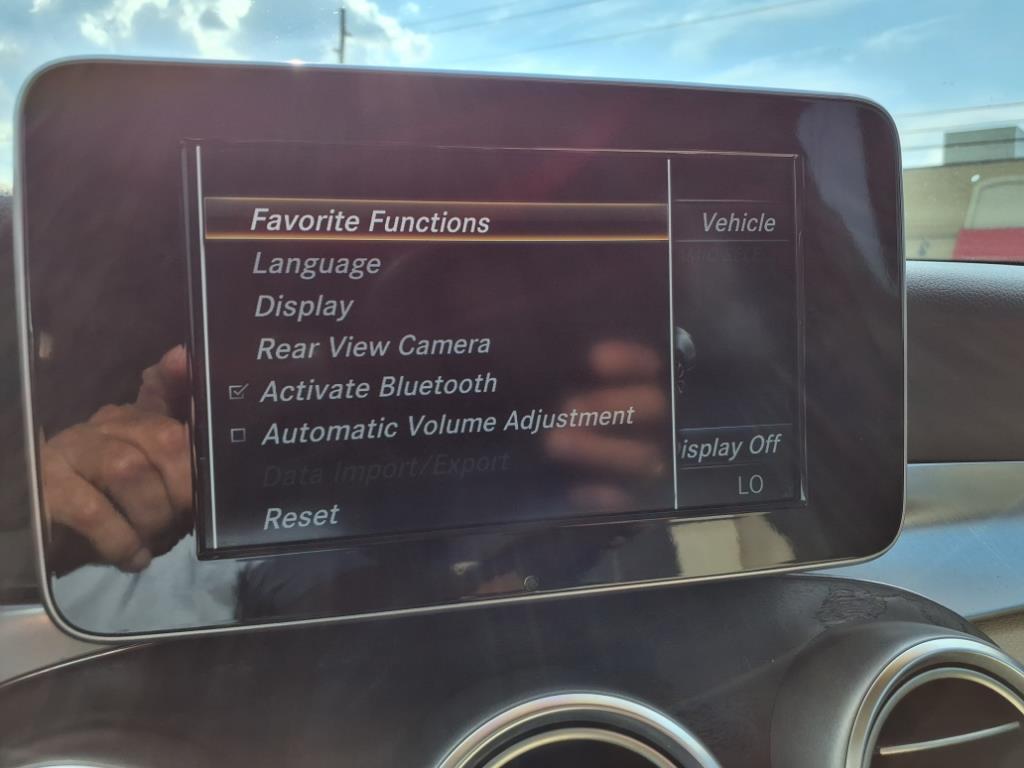 Favorite Functions
Vehicle
Language
Display
Rear View Camera
Activate Bluetooth
Automatic Volume Adjustment
isplay Off
Data Import/Export
LO
Reset